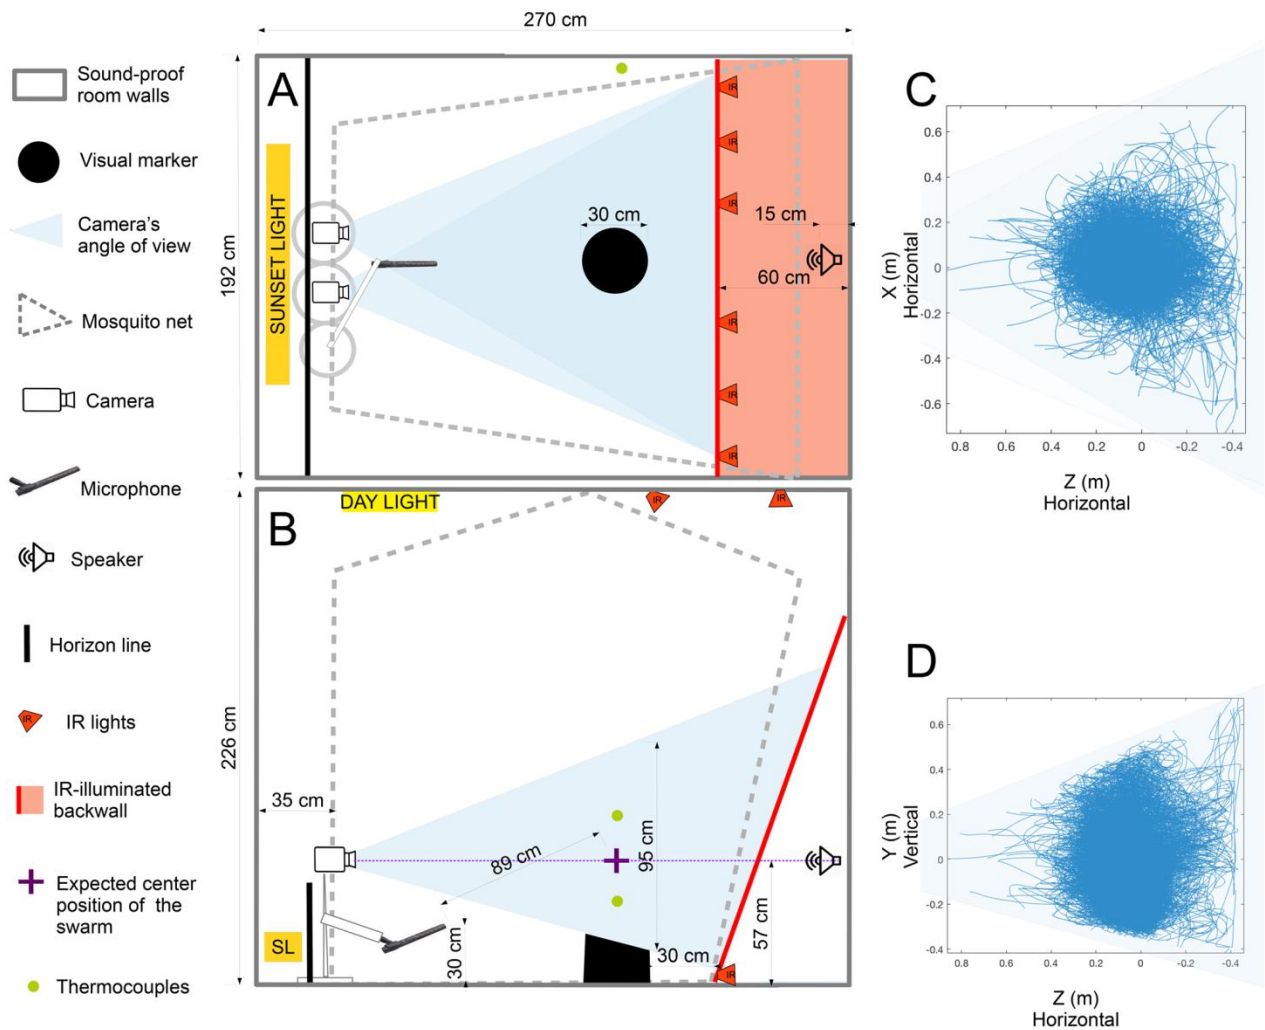 Sound-proof
room walls
Visual marker
Camera's
angle of view
Mosquito net
Camera
Microphone
Speaker
Horizon line
IR lights
IR
IR-illuminated
backwall
Expected center
position of the
swarm
Thermocouples
270 cm
192 cm
A
SUNSET LIGHT
30 cm
15 cm
60 cm
IR
IR
IR
IR
IR
IR
226 cm
B
DAY LIGHT
IR
IR
35 cm
89 cm
95 cm
57 cm
30 cm
30 cm
SL
IR
C
0.6
0.4
0.2
0
-0.2
-0.4
-0.6
X (m)
Horizontal
0.8 0.6 0.4 0.2 0 -0.2 -0.4
Z (m)
Horizontal
D
0.6
0.4
0.2
0
-0.2
-0.4
Y (m)
Vertical
0.8 0.6 0.4 0.2 0 -0.2 -0.4
Z (m)
Horizontal